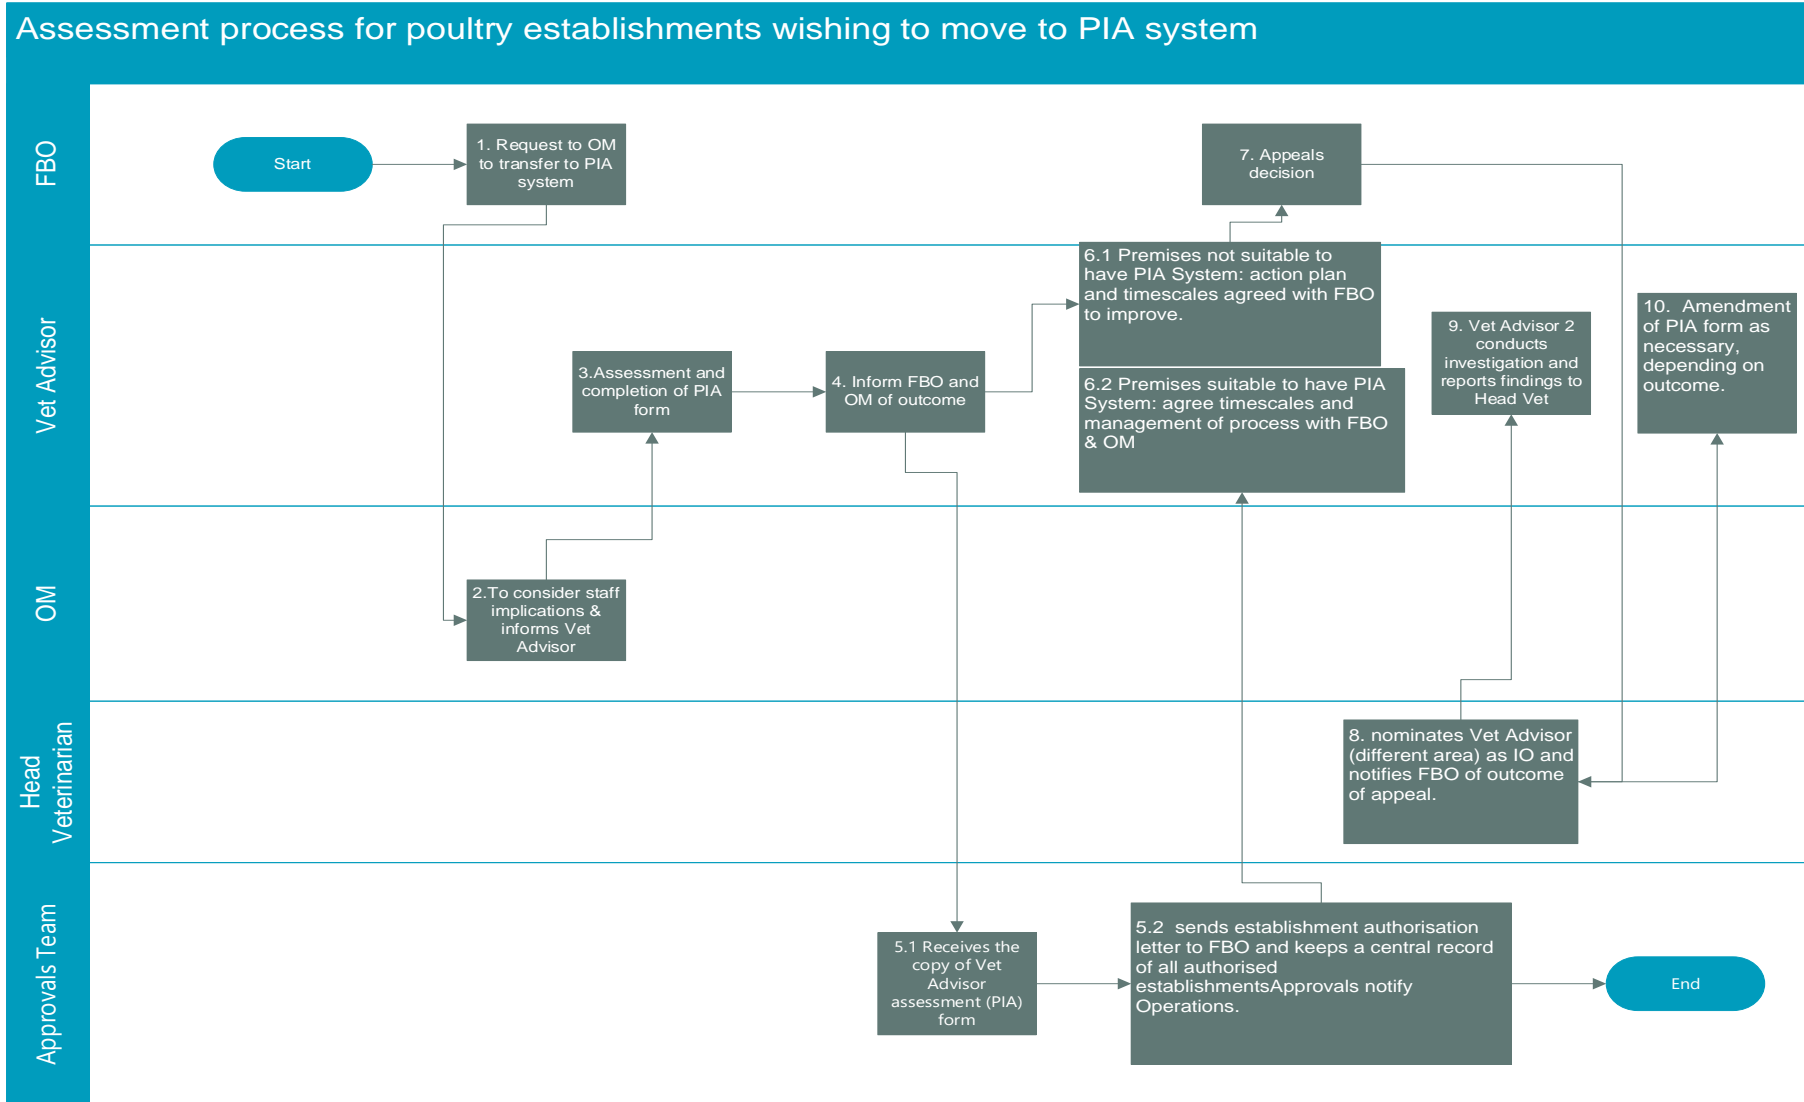 Assessment process for poultry establishments wishing to move to PIA system
FBO
Start
1. Request to OM
to transfer to PIA
system
7. Appeals
decision
Vet Advisor
3.Assessment and
completion of PIA
form
4. Inform FBO and
OM of outcome
6.1 Premises not suitable to
have PIA System: action plan
and timescales agreed with FBO
to improve.
6.2 Premises suitable to have PIA
System: agree timescales and
management of process with FBO
& OM
9. Vet Advisor 2
conducts
investigation and
reports findings to
Head Vet
10. Amendment
of PIA form as
necessary,
depending on
outcome.
OM
2.To consider staff
implications &
informs Vet
Advisor
Head
Veterinarian
8. nominates Vet Advisor
(different area) as IO and
notifies FBO of outcome
of appeal.
Approvals Team
5.1 Receives the
copy of Vet
Advisor
assessment (PIA)
form
5.2 sends establishment authorisation
letter to FBO and keeps a central record
of all authorised
establishmentsApprovals notify
Operations.
End